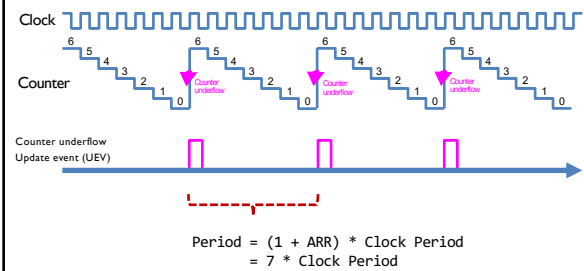 Clock
6 5 4 3 2 1 0 6 5 4 3 2 1 0 6 5 4 3 2 1 0 6 5 4 3 2 1 0
Counter
Counter underflow
Counter underflow
Counter underflow
Counter underflow
Update event (UEV)
Period = (1 + ARR) * Clock Period
= 7 * Clock Period